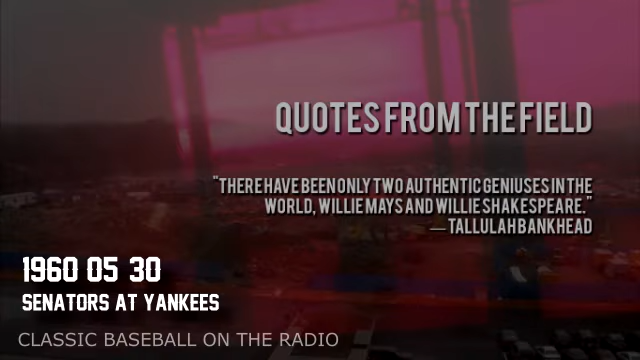 QUOTES FROM THE FIELD
"THERE HAVE BEEN ONLY TWO AUTHENTIC GENIUSES IN THE
WORLD, WILLIE MAYS AND WILLIE SHAKESPEARE."
— TALLULAH BANKHEAD
1960 05 30
SENATORS AT YANKEES
CLASSIC BASEBALL ON THE RADIO